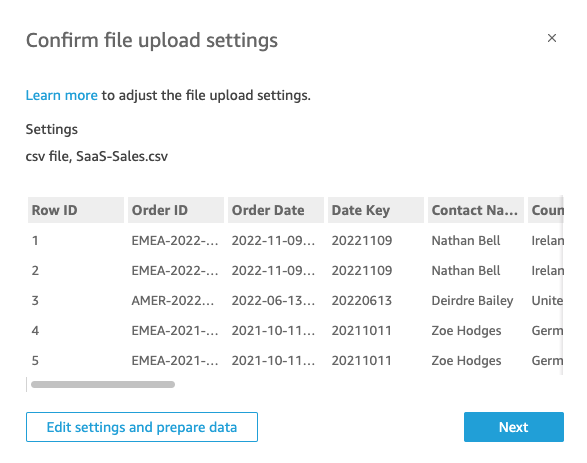 Confirm file upload settings ×
Learn more to adjust the file upload settings.
Settings
csv file, SaaS-Sales.csv
Row ID Order ID Order Date Date Key Contact Na... Coun
1 EMEA-2022-... 2022-11-09... 20221109 Nathan Bell Irelan
2 EMEA-2022-... 2022-11-09... 20221109 Nathan Bell Irelan
3 AMER-2022... 2022-06-13... 20220613 Deirdre Bailey Unite
4 EMEA-2021-... 2021-10-11... 20211011 Zoe Hodges Germ
5 EMEA-2021-... 2021-10-11... 20211011 Zoe Hodges Germ
Edit settings and prepare data Next